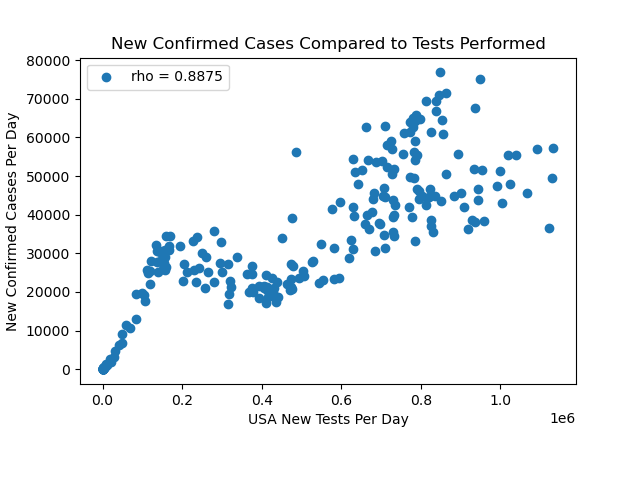 New Confirmed Cases Compared to Tests Performed
rho = 0.8875
80000
70000
60000
50000
40000
30000
20000
10000
0
New Confirmed Caeses Per Day
0.0 0.2 0.4 0.6 0.8 1.0
1e6
USA New Tests Per Day